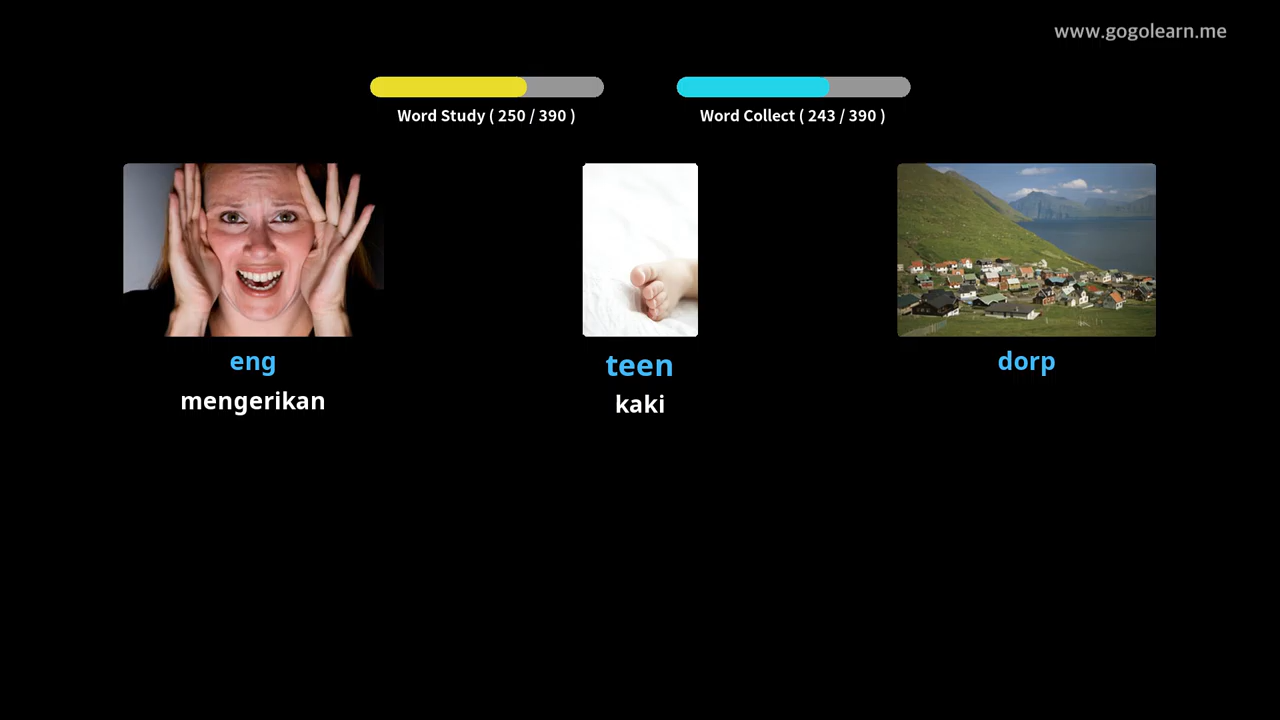 www.gogolearn.me
Word Study ( 250 / 390 )
Word Collect ( 243 / 390 )
eng
teen
dorp
mengerikan
kaki